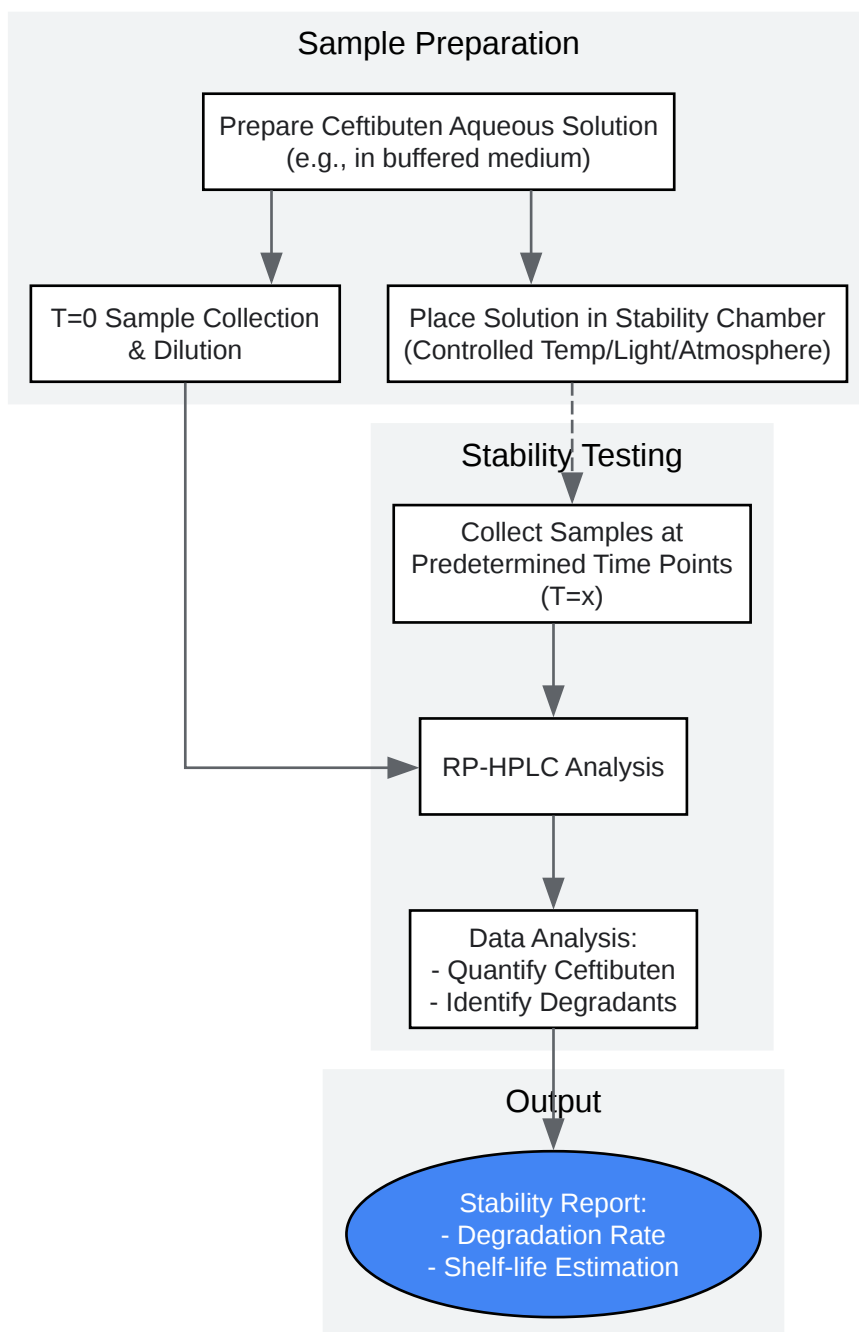 Sample Preparation
Prepare Ceftibuten Aqueous Solution
(e.g., in buffered medium)
T=0 Sample Collection
& Dilution
Place Solution in Stability Chamber
(Controlled Temp/Light/Atmosphere)
Stability Testing
Collect Samples at
Predetermined Time Points
(T=x)
RP-HPLC Analysis
Data Analysis:
- Quantify Ceftibuten
- Identify Degradants
Output
Stability Report:
- Degradation Rate
- Shelf-life Estimation